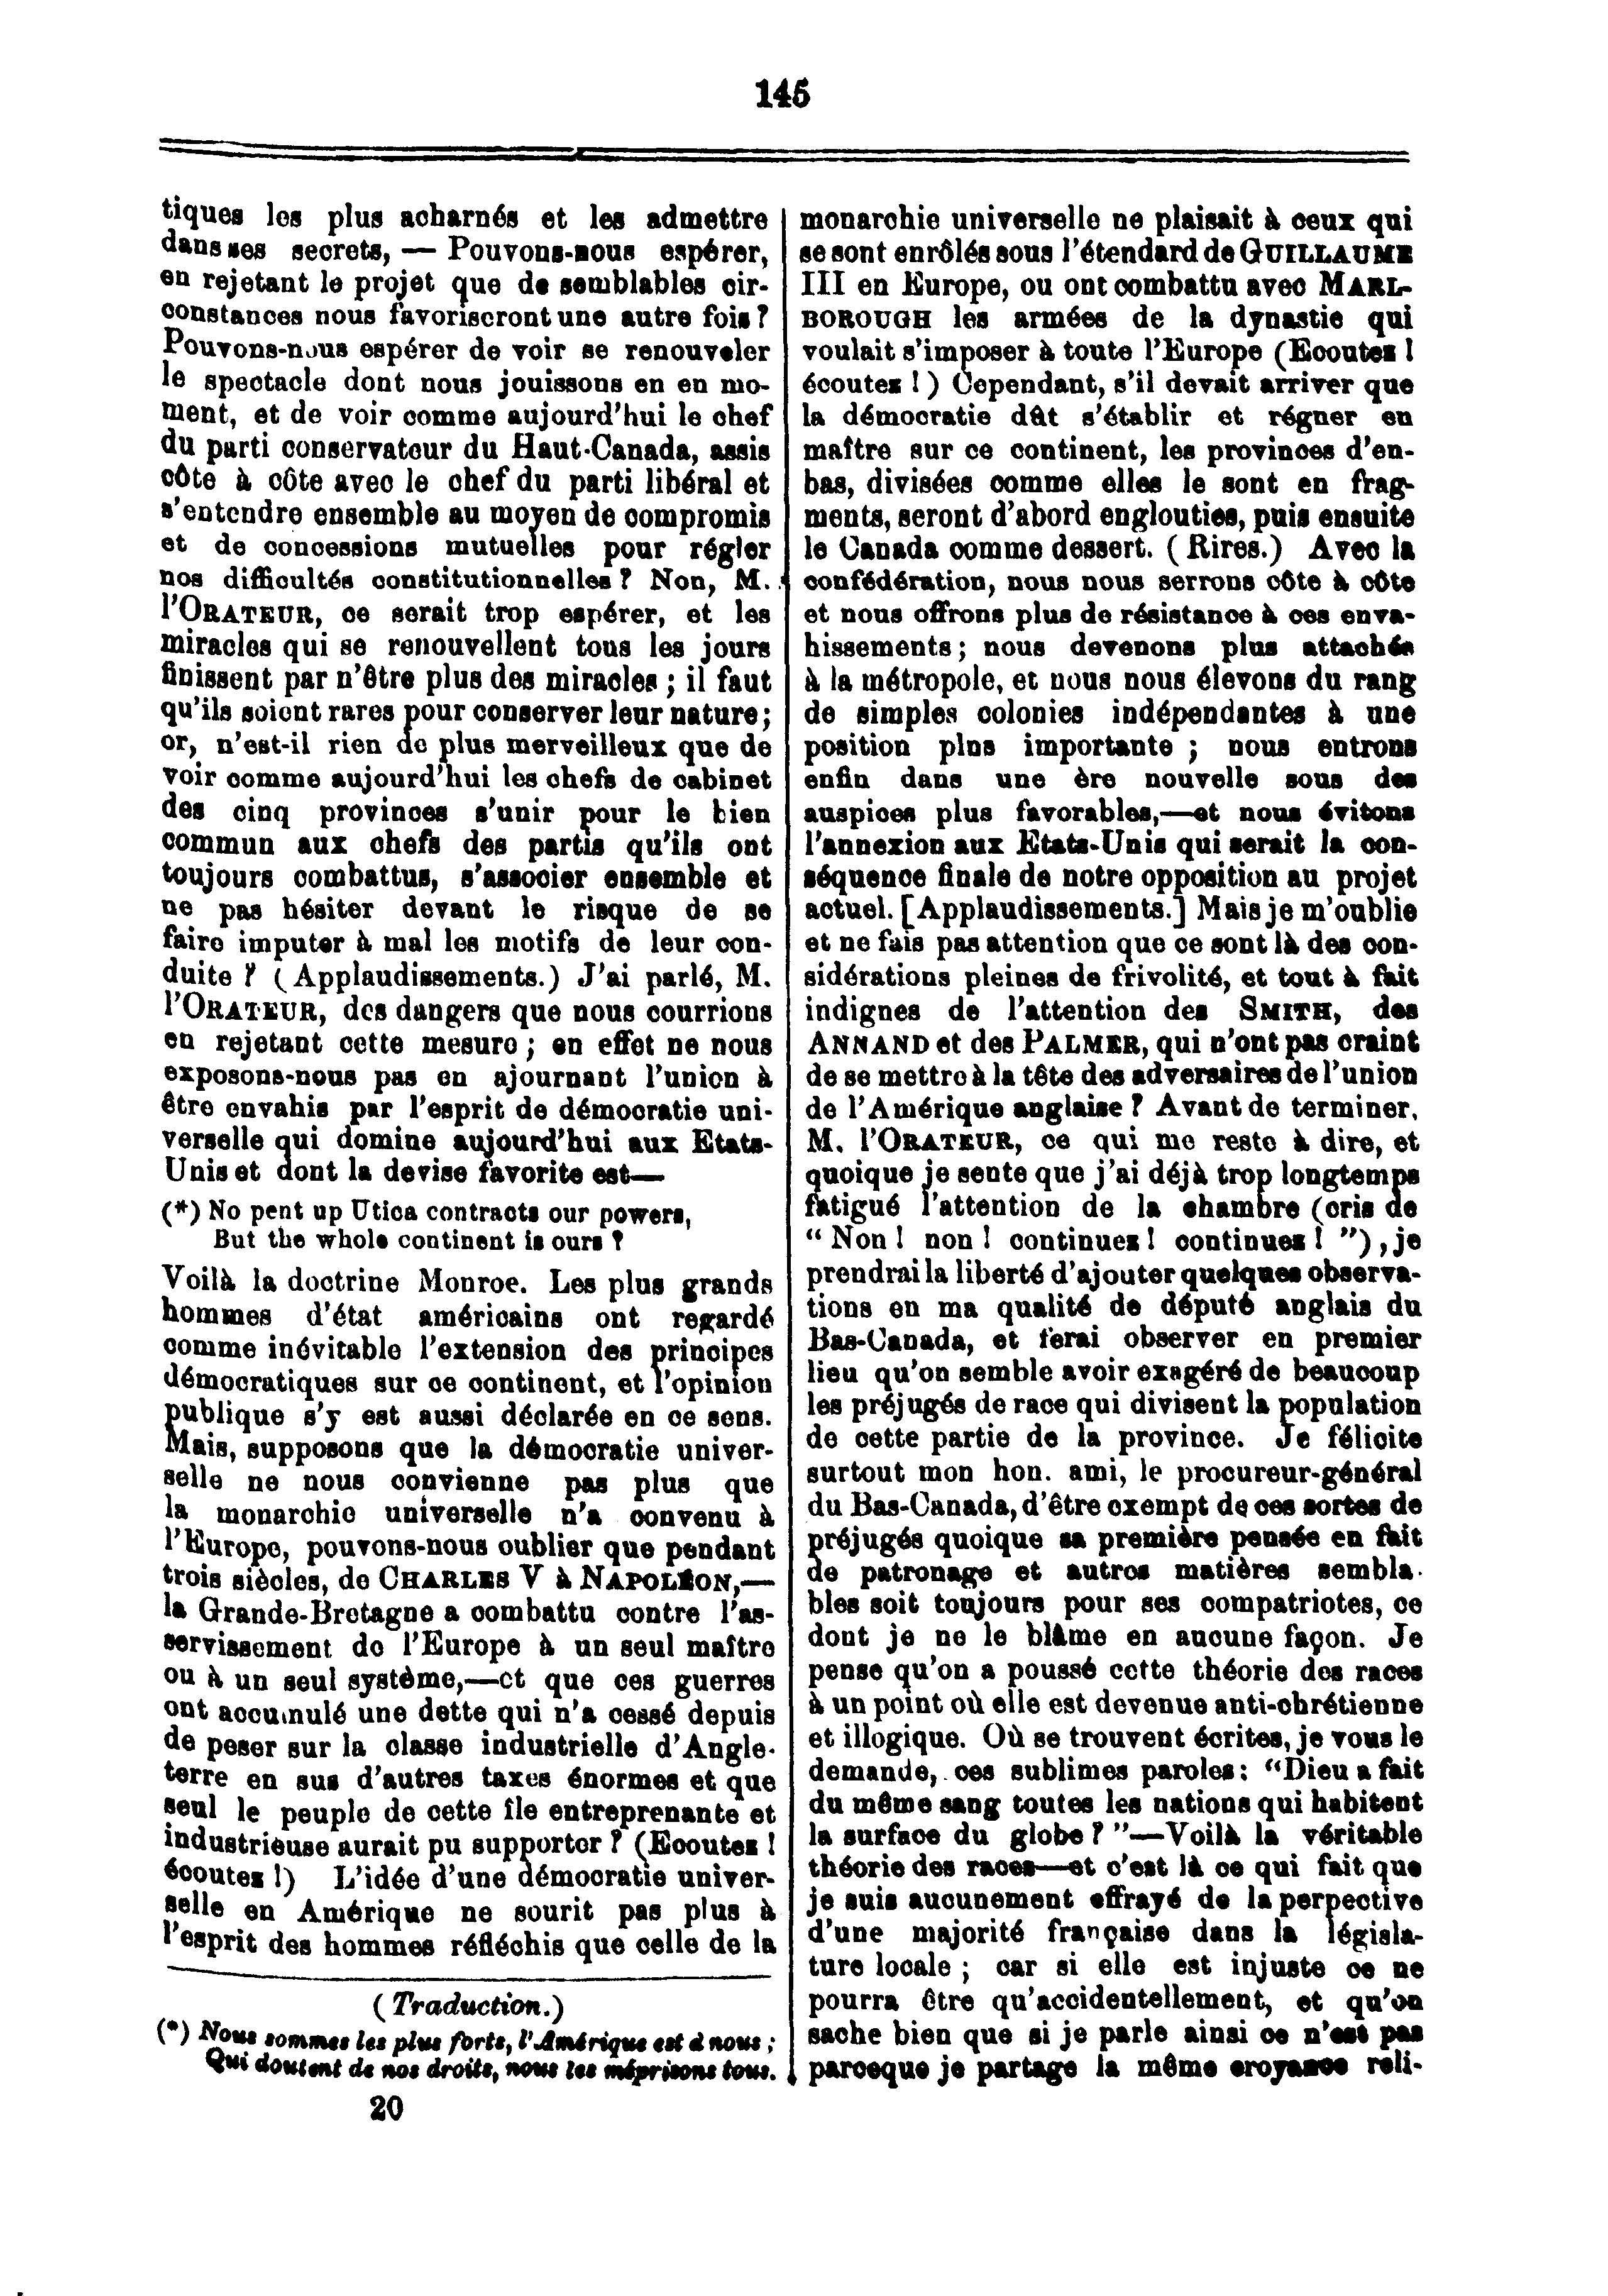 145
tiques les plus acharnés et les admettre
dans ses secrets, — Pouvons-nous espérer,
en rejetant le projet que de semblables cir-
constances nous favoriseront une autre fois ?
Pouvons-nous espérer de voir se renouveler
le spectacle dont nous jouissons en en mo-
ment, et de voir comme aujourd'hui le chef
du parti conservateur du Haut-Canada, assis
côte à côte avec le chef du parti libéral et
s'entendre ensemble au moyen de compromis
et de concessions mutuelles pour régler
nos difficultés constitutionnelles ? Non, M.
l'ORATEUR, ce serait trop espérer, et les
miracles qui se renouvellent tous les jours
finissent par n'être plus des miracles ; il faut
qu'ils soient rares pour conserver leur nature ;
or, n'est-il rien de plus merveilleux que de
voir comme aujourd'hui les chefs de cabinet
des cinq provinces s'unir pour le bien
commun aux chefs des partis qu'ils ont
toujours combattus, s'associer ensemble et
ne pas hésiter devant le risque de se
faire imputer à mal les motifs de leur con-
duite ? (Applaudissements.) J'ai parlé, M.
l'ORATEUR, des dangers que nous courrions
en rejetant cette mesure ; en effet ne nous
exposons-nous pas en ajournant l'union à
être envahis par l'esprit de démocratie uni-
verselle qui domine aujourd'hui aux Etats-
Unis et dont la devise favorite est—
(*) No pent up Utica contracts our powers,
But the whole continent is ours ?
Voilà la doctrine Monroe. Les plus grands
hommes d'état américains ont regardé
comme inévitable l'extension des principes
démocratiques sur ce continent, et l'opinion
publique s'y est aussi déclarée en ce sens.
Mais, supposons que la démocratie univer-
selle ne nous convienne pas plus que
la monarchie universelle n'a convenu à
l'Europe, pouvons-nous oublier que pendant
trois siècles, de CHARLES V à NAPOLÉON,—
la Grande-Bretagne a combattu contre l'as-
servissement de l'Europe à un seul maître
ou à un seul système,—et que ces guerres
ont accumulé une dette qui n'a cessé depuis
de peser sur la classe industrielle d'Angle-
terre en sus d'autres taxes énormes et que
seul le peuple de cette île entreprenante et
industrieuse aurait pu supporter ? (Ecoutez !
écoutez !) L'idée d'une démocratie univer-
selle en Amérique ne sourit pas plus à
l'esprit des hommes réfléchis que celle de la
(Traduction.)
(*) Nous sommes les plus forts, l'Amérique est à nous ;
Qui doutent de nos droits, nous les méprisons tous.
20
monarchie universelle ne plaisait à ceux qui
se sont enrôlés sous l'étendard de GUILLAUME
III en Europe, ou ont combattu avec MARL-
BOROUGH les armées de la dynastie qui
voulait s'imposer à toute l'Europe (Ecoutez !
écoutez !) Cependant, s'il devait arriver que
la démocratie dût s'établir et régner en
maître sur ce continent, les provinces d'en-
bas, divisées comme elles le sont en frag-
ments, seront d'abord englouties, puis ensuite
le Canada comme dessert. (Rires.) Avec la
confédération, nous nous serrons côte à côte
et nous offrons plus de résistance à ces enva-
hissements ; nous devenons plus attachés
à la métropole, et nous nous élevons du rang
de simples colonies indépendantes à une
position plns importante ; nous entrons
enfin dans une ère nouvelle sous des
auspices plus favorables,—et nous évitons
l'annexion aux Etats-Unis qui serait la con-
séquence finale de notre opposition au projet
actuel. [Applaudissements.] Mais je m'oublie
et ne fais pas attention que ce sont là des con-
sidérations pleines de frivolité, et tout à fait
indignes de l'attention des SMITH, des
ANNAND et des PALMER, qui n'ont pas craint
de se mettre à la tête des adversaires de l'union
de l'Amérique anglaise ? Avant de terminer,
M. l'ORATEUR, ce qui me reste à dire, et
quoique je sente que j'ai déjà trop longtemps
fatigué l'attention de la chambre (cris de
" Non ! non ! continuez ! continuez ! "), je
prendrai la liberté d'ajouter quelques observa-
tions en ma qualité de député anglais du
Bas-Canada, et ferai observer en premier
lieu qu'on semble avoir exagéré de beaucoup
les préjugés de race qui divisent la population
de cette partie de la province. Je félicite
surtout mon hon. ami, le procureur-général
du Bas-Canada, d'être exempt de ces sortes de
préjugés quoique sa première pensée en fait
de patronage et autres matières sembla-
bles soit toujours pour ses compatriotes, ce
dont je ne le blâme en aucune façon. Je
pense qu'on a poussé cette théorie des races
à un point où elle est devenue anti-chrétienne
et illogique. Où se trouvent écrites, je vous le
demande, ces sublimes paroles : "Dieu a fait
du même sang toutes les nations qui habitent
la surface du globe ? "—Voilà la véritable
théorie des races—et c'est là ce qui fait que
je suis aucunement effrayé de la perpective
d'une majorité française dans la législa-
ture locale ; car si elle est injuste ce ne
pourra être qu'accidentellement, et qu'on
sache bien que si je parle ainsi ce n'est pas
parceque je partage la même croyance reli-